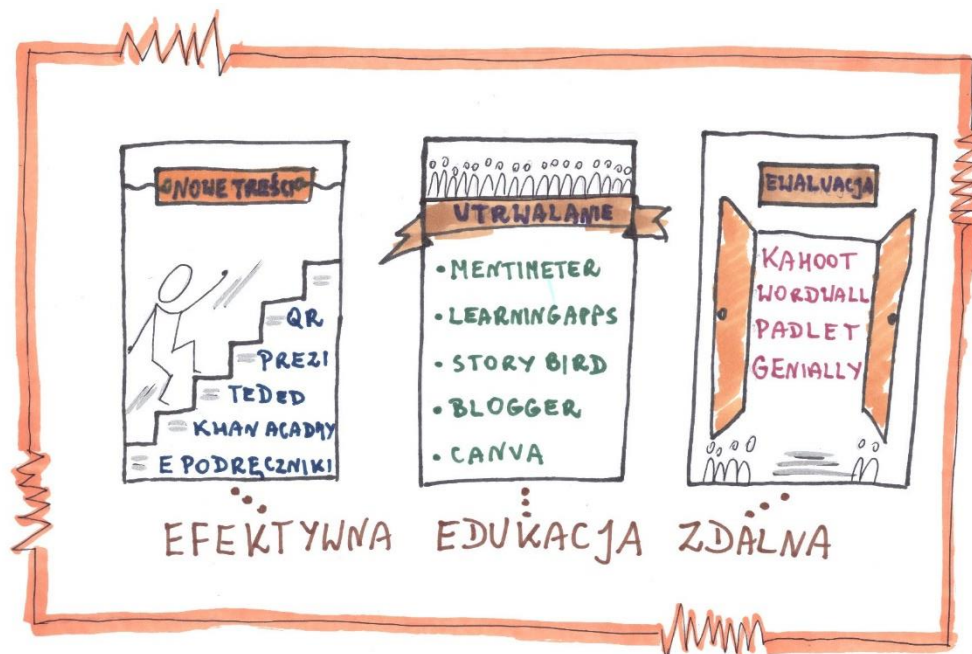 NOWE TREŚCI
QR
PREZI
TEDED
KHAN ACADMY
E PODRĘCZNIKI
UTRWALANIE
• MENTIMETER
• LEARNINGAPPS
• STORY BIRD
• BLOGGER
• CANVA
EWALUACJA
KAHOOT
WORDWALL
PADLET
GENIALLY
EFEKTYWNA EDUKACJA ZDALNA